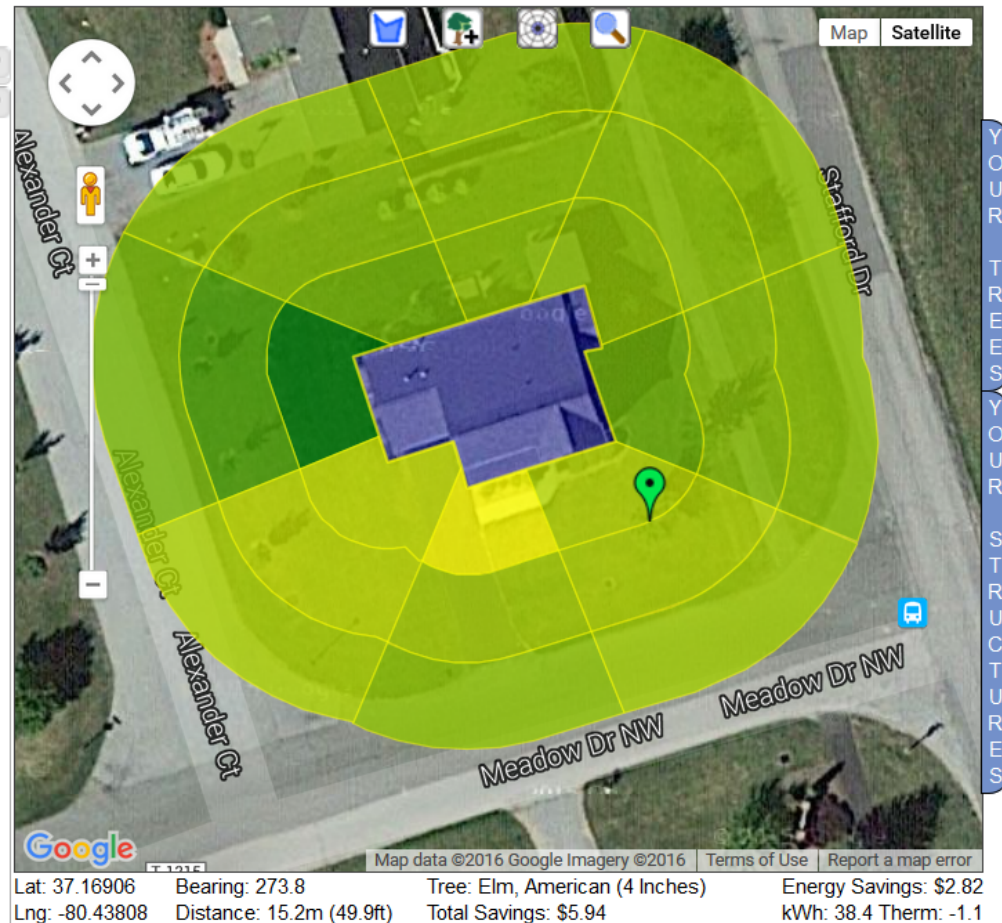 Map Satellite
Alexander Ct
Stafford Dr
YOUR TREES
YOUR STRUCTURES
Google
Alexander Ct
Alexander Ct
Meadow Dr NW
Meadow Dr NW
Google
T 1215
Map data ©2016 Google Imagery ©2016 Terms of Use Report a map error
Lat: 37.16906 Bearing: 273.8 Tree: Elm, American (4 Inches) Energy Savings: $2.82
Lng: -80.43808 Distance: 15.2m (49.9ft) Total Savings: $5.94 kWh: 38.4 Therm: -1.1